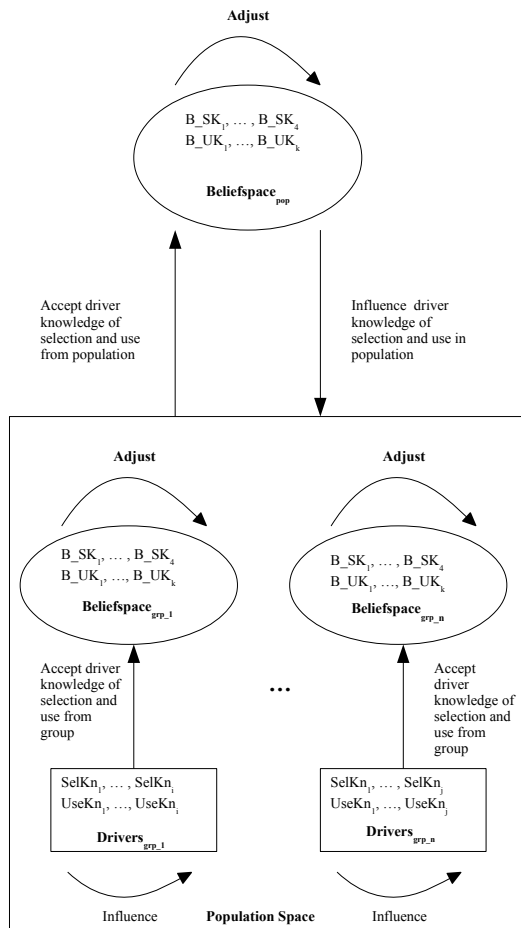 Adjust
B_SK1, … , B_SK4
B_UK1, …, B_UKk
Beliefspacepop
Accept driver
knowledge of
selection and use
from population
Influence driver
knowledge of
selection and use in
population
Adjust
B_SK1, … , B_SK4
B_UK1, …, B_UKk
Beliefspacegrp_1
Accept driver
knowledge of
selection and
use from
group
SelKn1, … , SelKni
UseKn1, …, UseKni
Driversgrp_1
Influence
...
Adjust
B_SK1, … , B_SK4
B_UK1, …, B_UKk
Beliefspacegrp_n
Accept
driver
knowledge of
selection and
use from
group
SelKn1, … , SelKnj
UseKn1, …, UseKnj
Driversgrp_n
Influence
Population Space